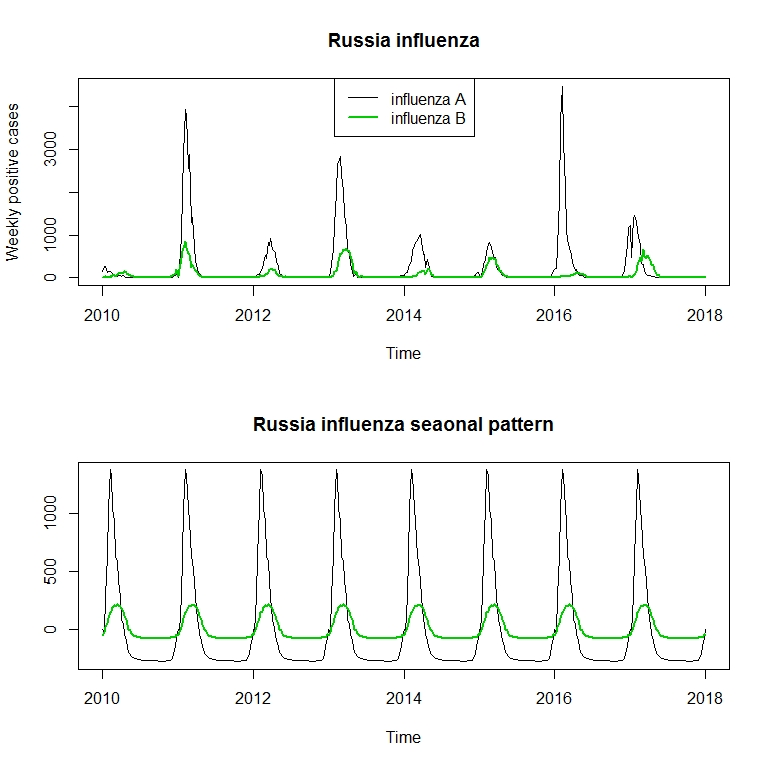 Russia influenza
Weekly positive cases
3000
1000
0
influenza A
influenza B
2010 2012 2014 2016 2018
Time
Russia influenza seaonal pattern
1000
500
0
2010 2012 2014 2016 2018
Time